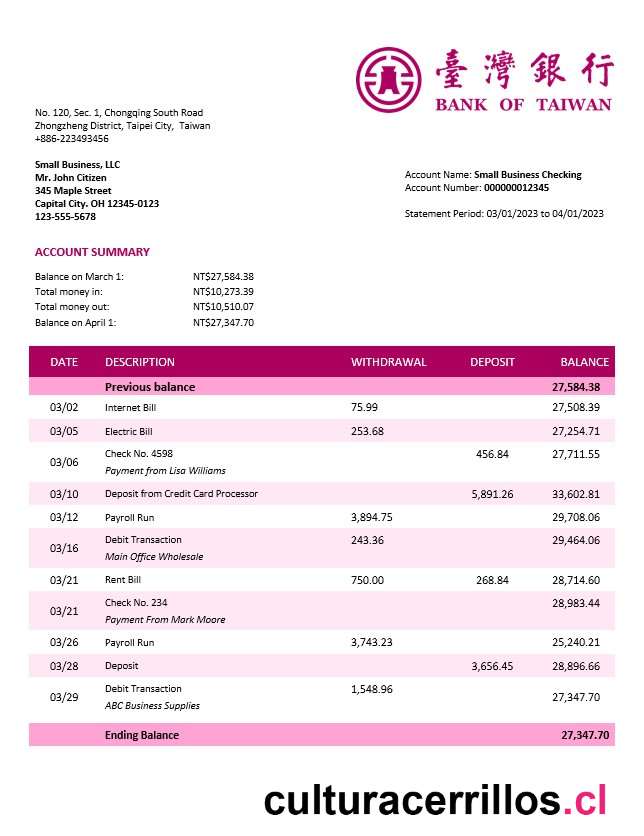 臺灣銀行
BANK OF TAIWAN
No. 120, Sec. 1, Chongqing South Road
Zhongzheng District, Taipei City, Taiwan
+886-223493456
Small Business, LLC
Mr. John Citizen
345 Maple Street
Capital City. OH 12345-0123
123-555-5678
Account Name: Small Business Checking
Account Number: 000000012345
Statement Period: 03/01/2023 to 04/01/2023
ACCOUNT SUMMARY
Balance on March 1: NT$27,584.38
Total money in: NT$10,273.39
Total money out: NT$10,510.07
Balance on April 1: NT$27,347.70
DATE DESCRIPTION WITHDRAWAL DEPOSIT BALANCE
Previous balance 27,584.38
03/02 Internet Bill 75.99 27,508.39
03/05 Electric Bill 253.68 27,254.71
03/06 Check No. 4598 456.84 27,711.55
Payment from Lisa Williams
03/10 Deposit from Credit Card Processor 5,891.26 33,602.81
03/12 Payroll Run 3,894.75 29,708.06
03/16 Debit Transaction 243.36 29,464.06
Main Office Wholesale
03/21 Rent Bill 750.00 268.84 28,714.60
03/21 Check No. 234 28,983.44
Payment From Mark Moore
03/26 Payroll Run 3,743.23 25,240.21
03/28 Deposit 3,656.45 28,896.66
03/29 Debit Transaction 1,548.96 27,347.70
ABC Business Supplies
Ending Balance 27,347.70
culturacerrillos.cl